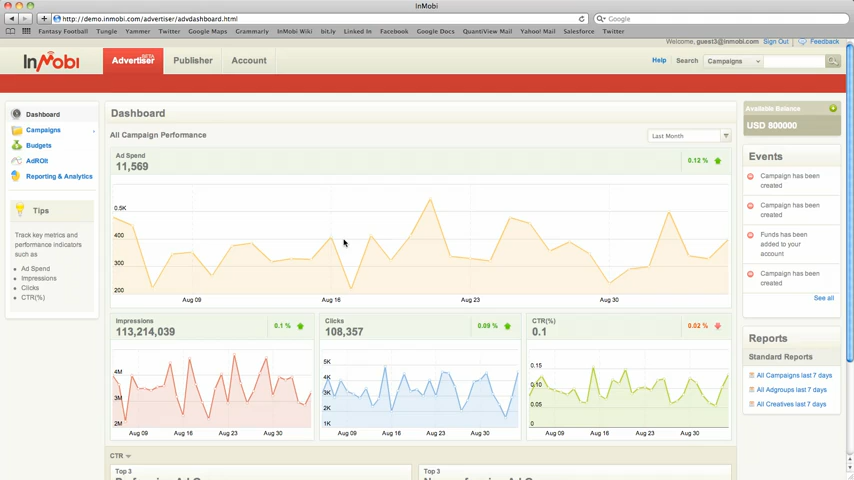 InMobi
http://demo.inmobi.com/advertiser/advdashboard.html
Google
Fantasy Football Tungle Yammer Twitter Google Maps Grammarly InMobi Wiki bit.ly Linked In Facebook Google Docs QuantView Mail Yahoo! Mail Salesforce Twitter
Welcome, guest3@inmobi.com Sign Out Feedback
InMobi
Advertiser
BETA
Publisher
Account
Help Search Campaigns
Dashboard
Campaigns
Budgets
AdROIt
Reporting & Analytics
Tips
Track key metrics and
performance indicators
such as
Ad Spend
Impressions
Clicks
CTR(%)
Dashboard
All Campaign Performance
Last Month
Ad Spend
11,569
0.12 %
0.5K
400
300
200
Aug 09 Aug 16 Aug 23 Aug 30
Impressions
113,214,039
0.1 %
4M
3M
2M
Aug 09 Aug 16 Aug 23 Aug 30
Clicks
108,357
0.09 %
5K
4K
3K
2K
1K
Aug 09 Aug 16 Aug 23 Aug 30
CTR(%)
0.1
0.02 %
0.15
0.10
0.05
0.00
Aug 09 Aug 16 Aug 23 Aug 30
CTR
Top 3
Top 3
Available Balance
USD 800000
Events
Campaign has been
created
Campaign has been
created
Funds has been
added to your
account
Campaign has been
created
See all
Reports
Standard Reports
All Campaigns last 7 days
All Adgroups last 7 days
All Creatives last 7 days